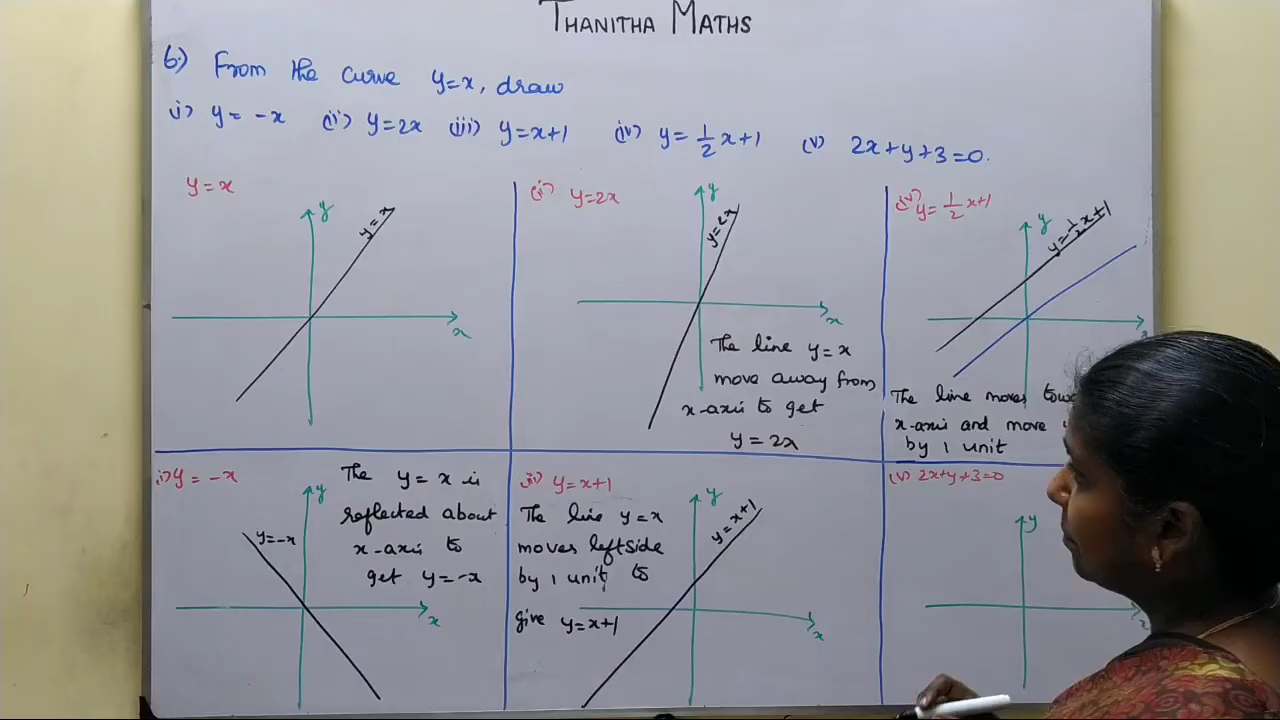 THANITHA MATHS
6.) From the curve y=x, draw
i) y = -x (ii) y=2x (iii) y=x+1 (iv) y= 1/2 x+1 (v) 2x+y+3=0.
y=x
y
y=x
x
(ii) y=2x
y
y=2x
x
The line y=x
move away from
x-axis to get
y=2x
(iv) y= 1/2 x+1
y
y=1/2x+1
x
The line moves
x-axis and move
by 1 unit
i) y = -x
The y=x is
reflected about
x-axis to
get y=-x
y
y=-x
x
iii) y=x+1
The line y=x
moves leftside
by 1 unit to
give y=x+1
y
y=x+1
x
(v) 2x+y+3=0
y
x